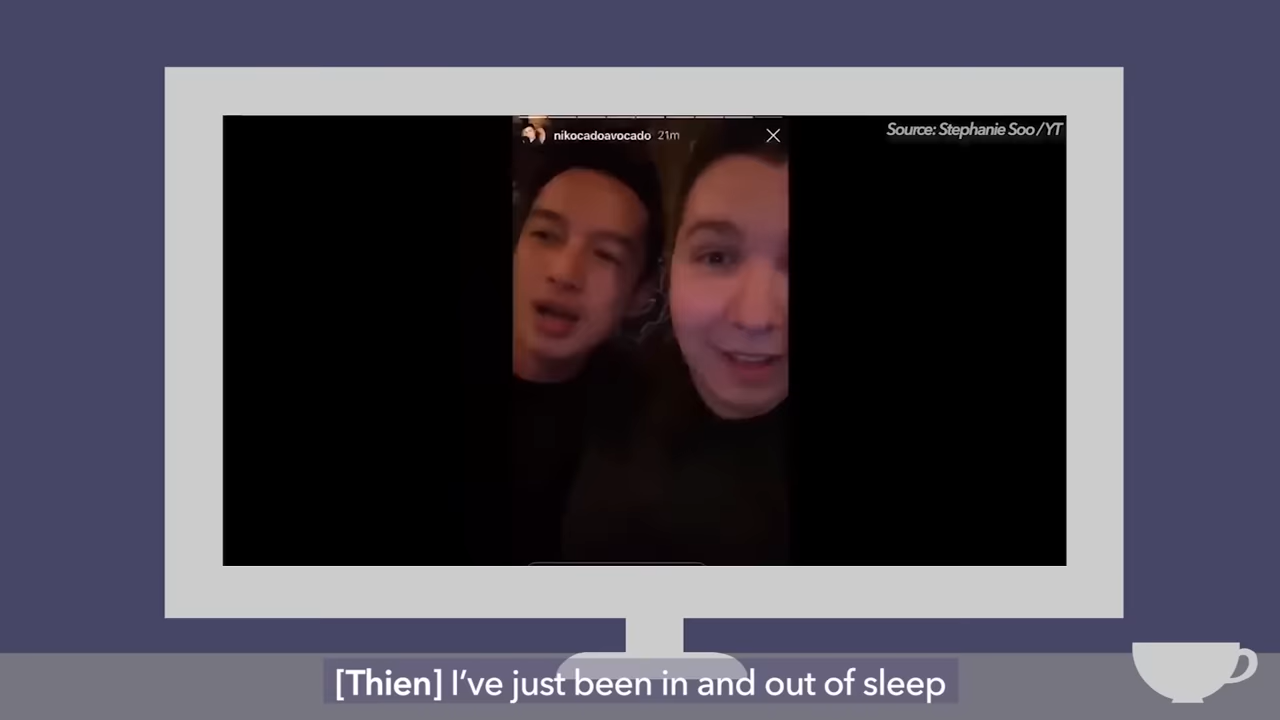 nikocadoavocado 21m
Source: Stephanie Soo/YT
[Thien] I've just been in and out of sleep